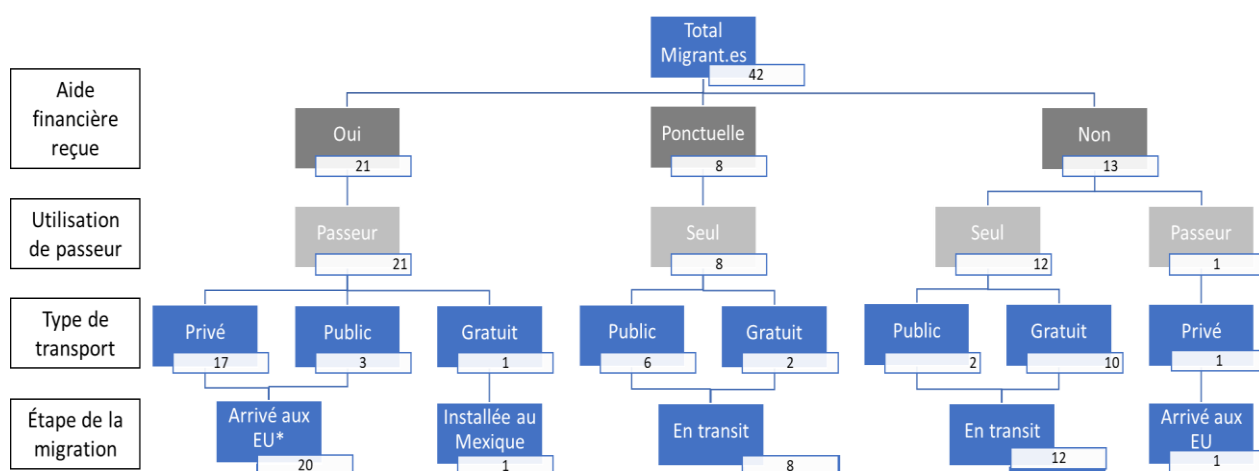 Total
Migrant.es
42
Aide
financière
reçue
Oui
21
Ponctuelle
8
Non
13
Utilisation
de passeur
Passeur
21
Seul
8
Seul
12
Passeur
1
Type de
transport
Privé
17
Public
3
Gratuit
1
Public
6
Gratuit
2
Public
2
Gratuit
10
Privé
1
Étape de la
migration
Arrivé aux
EU*
20
Installée au
Mexique
1
En transit
8
En transit
12
Arrivé aux
EU
1